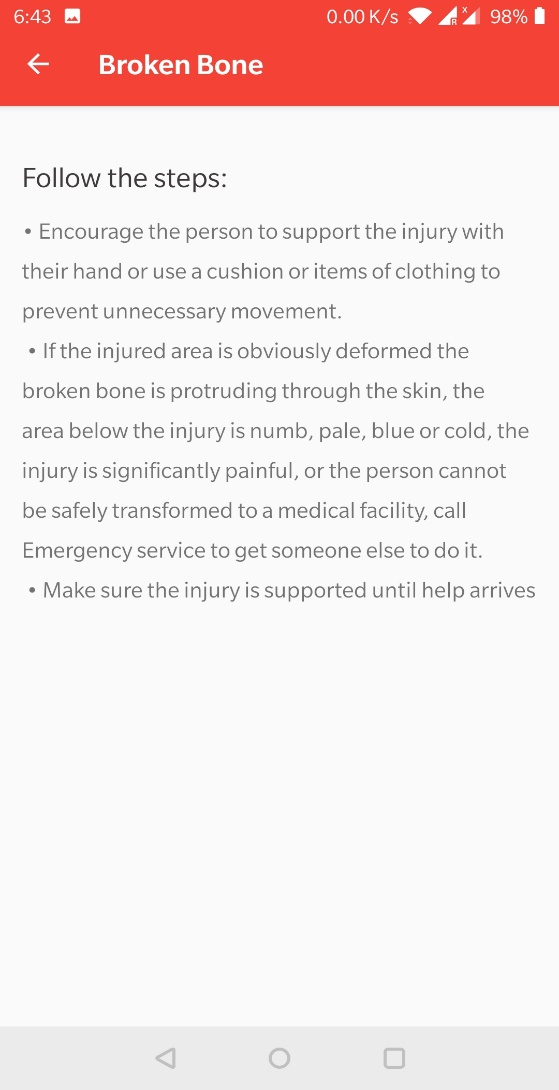 6:43 0.00 K/s R x 98%
Broken Bone
Follow the steps:
• Encourage the person to support the injury with
their hand or use a cushion or items of clothing to
prevent unnecessary movement.
• If the injured area is obviously deformed the
broken bone is protruding through the skin, the
area below the injury is numb, pale, blue or cold, the
injury is significantly painful, or the person cannot
be safely transformed to a medical facility, call
Emergency service to get someone else to do it.
• Make sure the injury is supported until help arrives